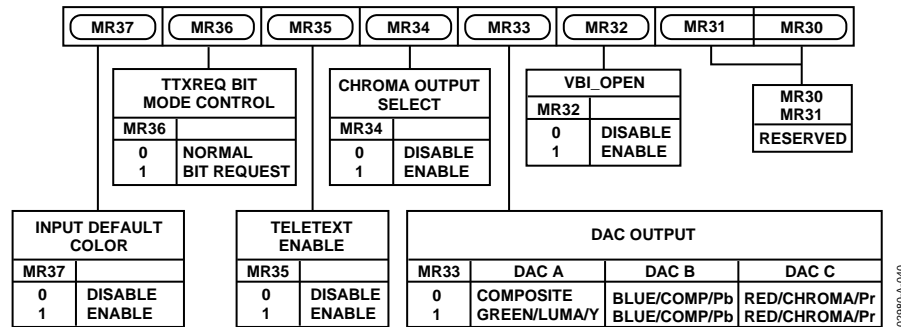 MR37 MR36 MR35 MR34 MR33 MR32 MR31 MR30
TTXREQ BIT
MODE CONTROL
MR36
0 NORMAL
1 BIT REQUEST
CHROMA OUTPUT
SELECT
MR34
0 DISABLE
1 ENABLE
VBI_OPEN
MR32
0 DISABLE
1 ENABLE
MR30
MR31
RESERVED
INPUT DEFAULT
COLOR
MR37
0 DISABLE
1 ENABLE
TELETEXT
ENABLE
MR35
0 DISABLE
1 ENABLE
DAC OUTPUT
MR33 DAC A DAC B DAC C
0 COMPOSITE BLUE/COMP/Pb RED/CHROMA/Pr
1 GREEN/LUMA/Y BLUE/COMP/Pb RED/CHROMA/Pr
02980-A-040